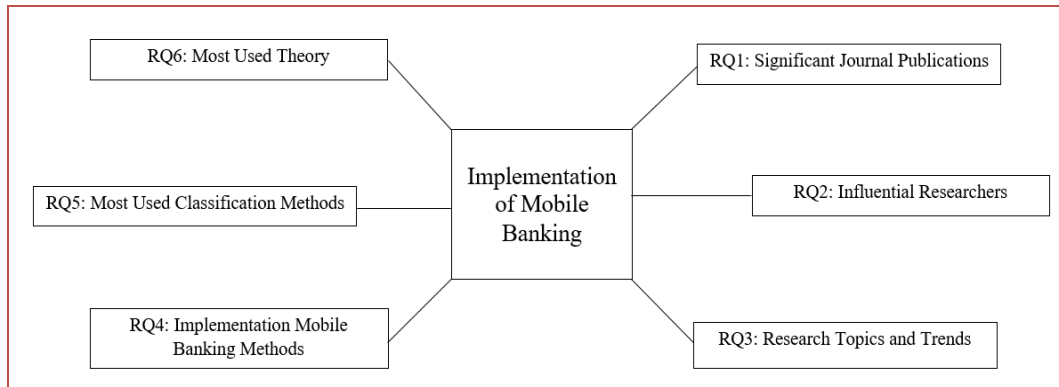 RQ6: Most Used Theory
RQ1: Significant Journal Publications
Implementation
of Mobile
Banking
RQ5: Most Used Classification Methods
RQ2: Influential Researchers
RQ4: Implementation Mobile
Banking Methods
RQ3: Research Topics and Trends